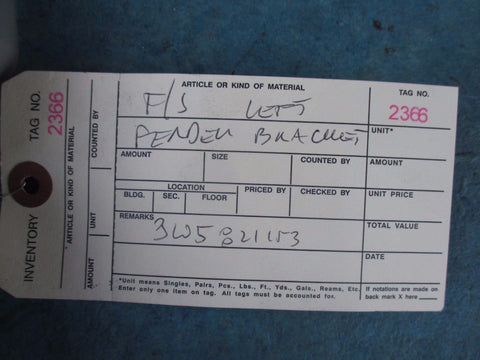 INVENTORY TAG NO. 2366
ARTICLE OR KIND OF MATERIAL
COUNTED BY
UNIT
AMOUNT
ARTICLE OR KIND OF MATERIAL
TAG NO.
2366
F/S LEFT
FENDER BRACKET
UNIT*
AMOUNT SIZE COUNTED BY AMOUNT
LOCATION
BLDG. SEC. FLOOR PRICED BY CHECKED BY UNIT PRICE
REMARKS
3W5 821 153
TOTAL VALUE
DATE
*Unit means Singles, Pairs, Pcs., Lbs., Ft., Yds., Gals., Reams, Etc.
Enter only one item on tag. All tags must be accounted for.
If notations are made on
back mark X here